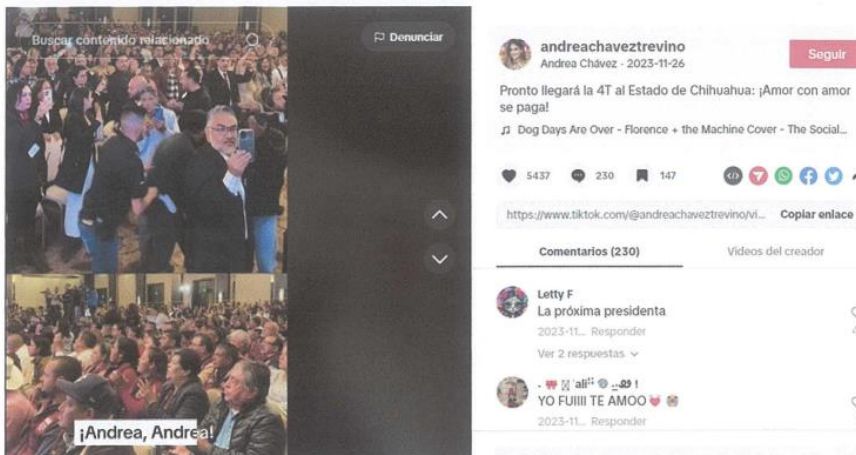 Buscar contenido relacionado
Denunciar
¡Andrea, Andrea!
andreachaveztrevino
Andrea Chávez - 2023-11-26
Seguir
Pronto llegará la 4T al Estado de Chihuahua: ¡Amor con amor
se paga!
Dog Days Are Over - Florence + the Machine Cover - The Social...
5437 230 147
https://www.tiktok.com/@andreachaveztrevino/vi... Copiar enlace
Comentarios (230) Videos del creador
Letty F
La próxima presidenta
2023-11... Responder
Ver 2 respuestas
ali
YO FUIIII TE AMOO
2023-11... Responder